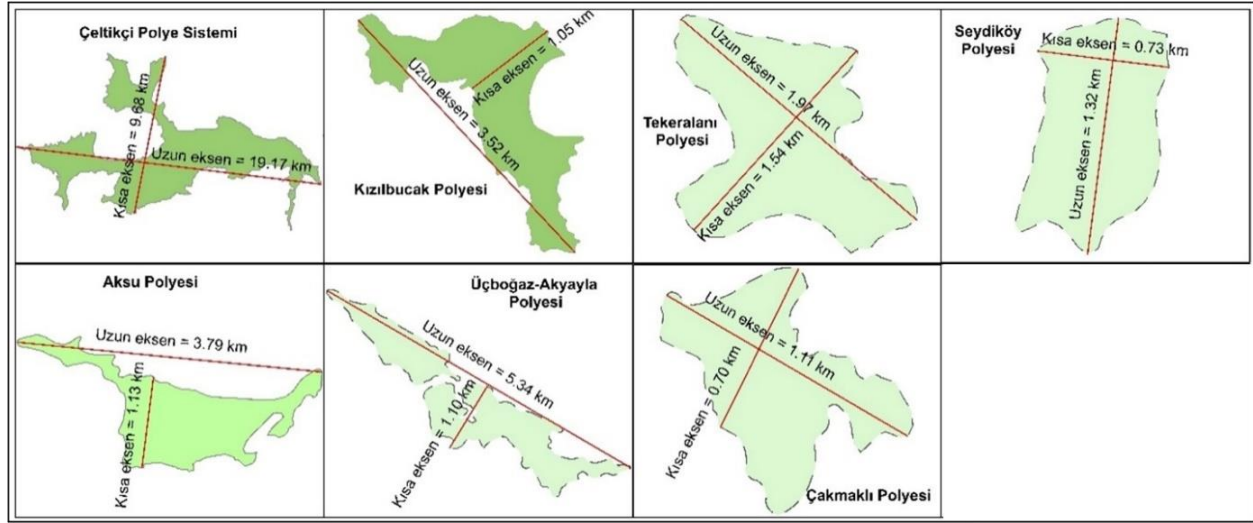 Çeltikçi Polye Sistemi
Kısa eksen = 9.68 km
Uzun eksen = 19.17 km
Kısa eksen = 1.05 km
Uzun eksen = 3.52 km
Kızılbucak Polyesi
Uzun eksen = 1.97 km
Tekeralanı
Polyesi
Kısa eksen = 1.54 km
Seydiköy
Polyesi
Kısa eksen = 0.73 km
Uzun eksen = 1.32 km
Aksu Polyesi
Uzun eksen = 3.79 km
Kısa eksen = 1.13 km
Üçboğaz-Akyayla
Polyesi
Uzun eksen = 5.34 km
Kısa eksen = 1.10 km
Uzun eksen = 1.11 km
Kısa eksen = 0.70 km
Çakmaklı Polyesi